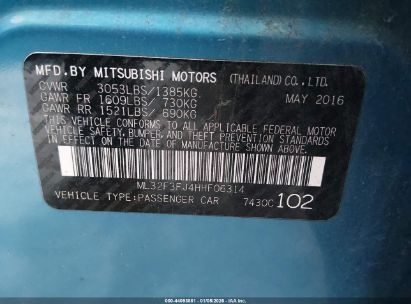 MFD.BY MITSUBISHI MOTORS (THAILAND) CO., LTD.
GVWR 3053LBS/1385KG MAY 2016
GAWR FR 1609LBS/ 730KG
GAWR RR 1521LBS/ 690KG
THIS VEHICLE CONFORMS TO ALL APPLICABLE FEDERAL MOTOR
VEHICLE SAFETY, BUMPER, AND THEFT PREVENTION STANDARDS
IN EFFECT ON THE DATE OF MANUFACTURE SHOWN ABOVE.
ML32F3FJ4HHF06314
VEHICLE TYPE:PASSENGER CAR 7430C 102